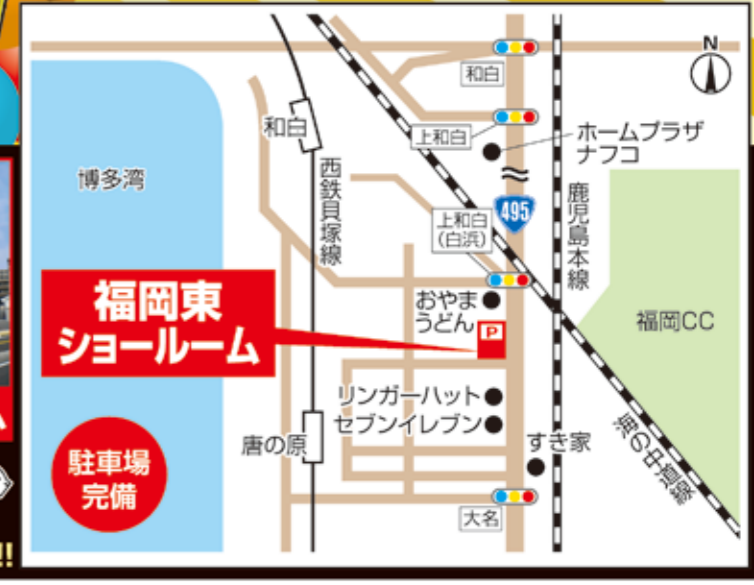 N
和白
和白
上和白
ホームプラザ
ナフコ
博多湾
西鉄貝塚線
495
鹿児島本線
上和白
(白浜)
福岡東
ショールーム
おやま
うどん
P
福岡CC
リンガーハット
セブンイレブン
唐の原
すき家
海の中道線
駐車場
完備
大名
!!